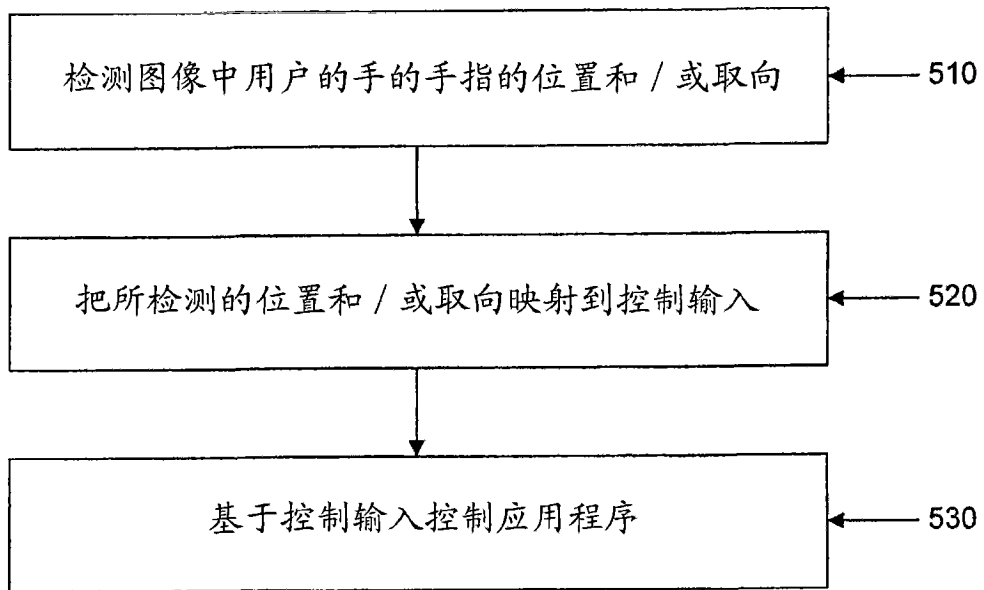 检测图像中用户的手的手指的位置和 / 或取向
510
把所检测的位置和 / 或取向映射到控制输入
520
基于控制输入控制应用程序
530